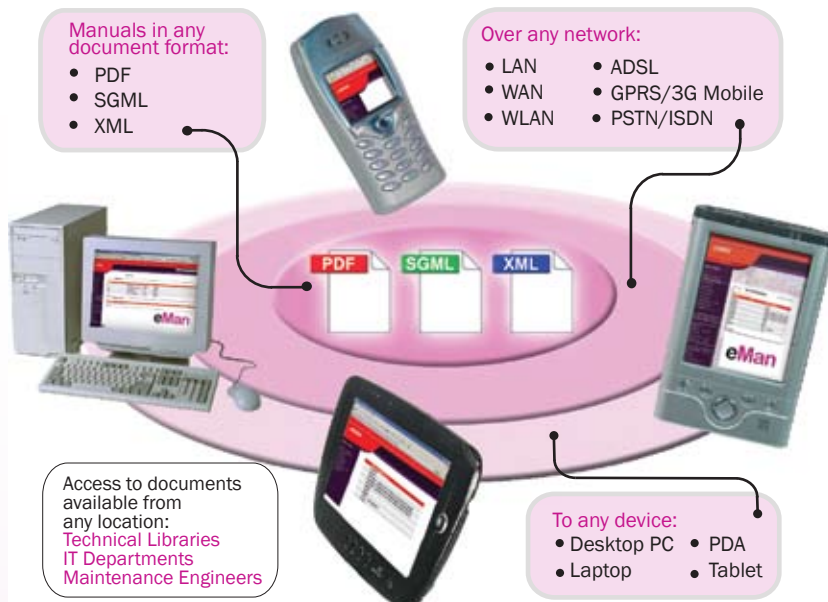 Manuals in any
document format:
• PDF
• SGML
• XML
Over any network:
• LAN
• WAN
• WLAN
• ADSL
• GPRS/3G Mobile
• PSTN/ISDN
PDF
SGML
XML
eMan
eMan
Access to documents
available from
any location:
Technical Libraries
IT Departments
Maintenance Engineers
To any device:
• Desktop PC
• Laptop
• PDA
• Tablet